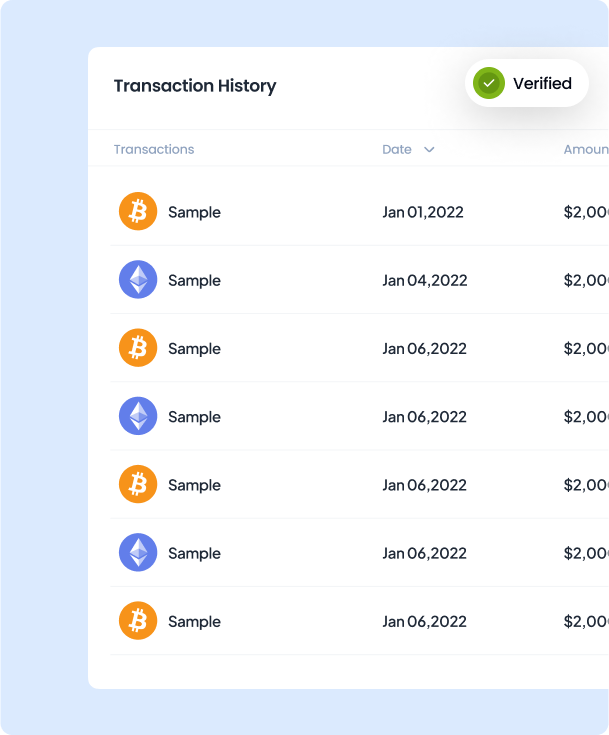 Transaction History
Verified
Transactions Date Amoun
Sample Jan 01,2022 $2,00
Sample Jan 04,2022 $2,00
Sample Jan 06,2022 $2,00
Sample Jan 06,2022 $2,00
Sample Jan 06,2022 $2,00
Sample Jan 06,2022 $2,00
Sample Jan 06,2022 $2,00